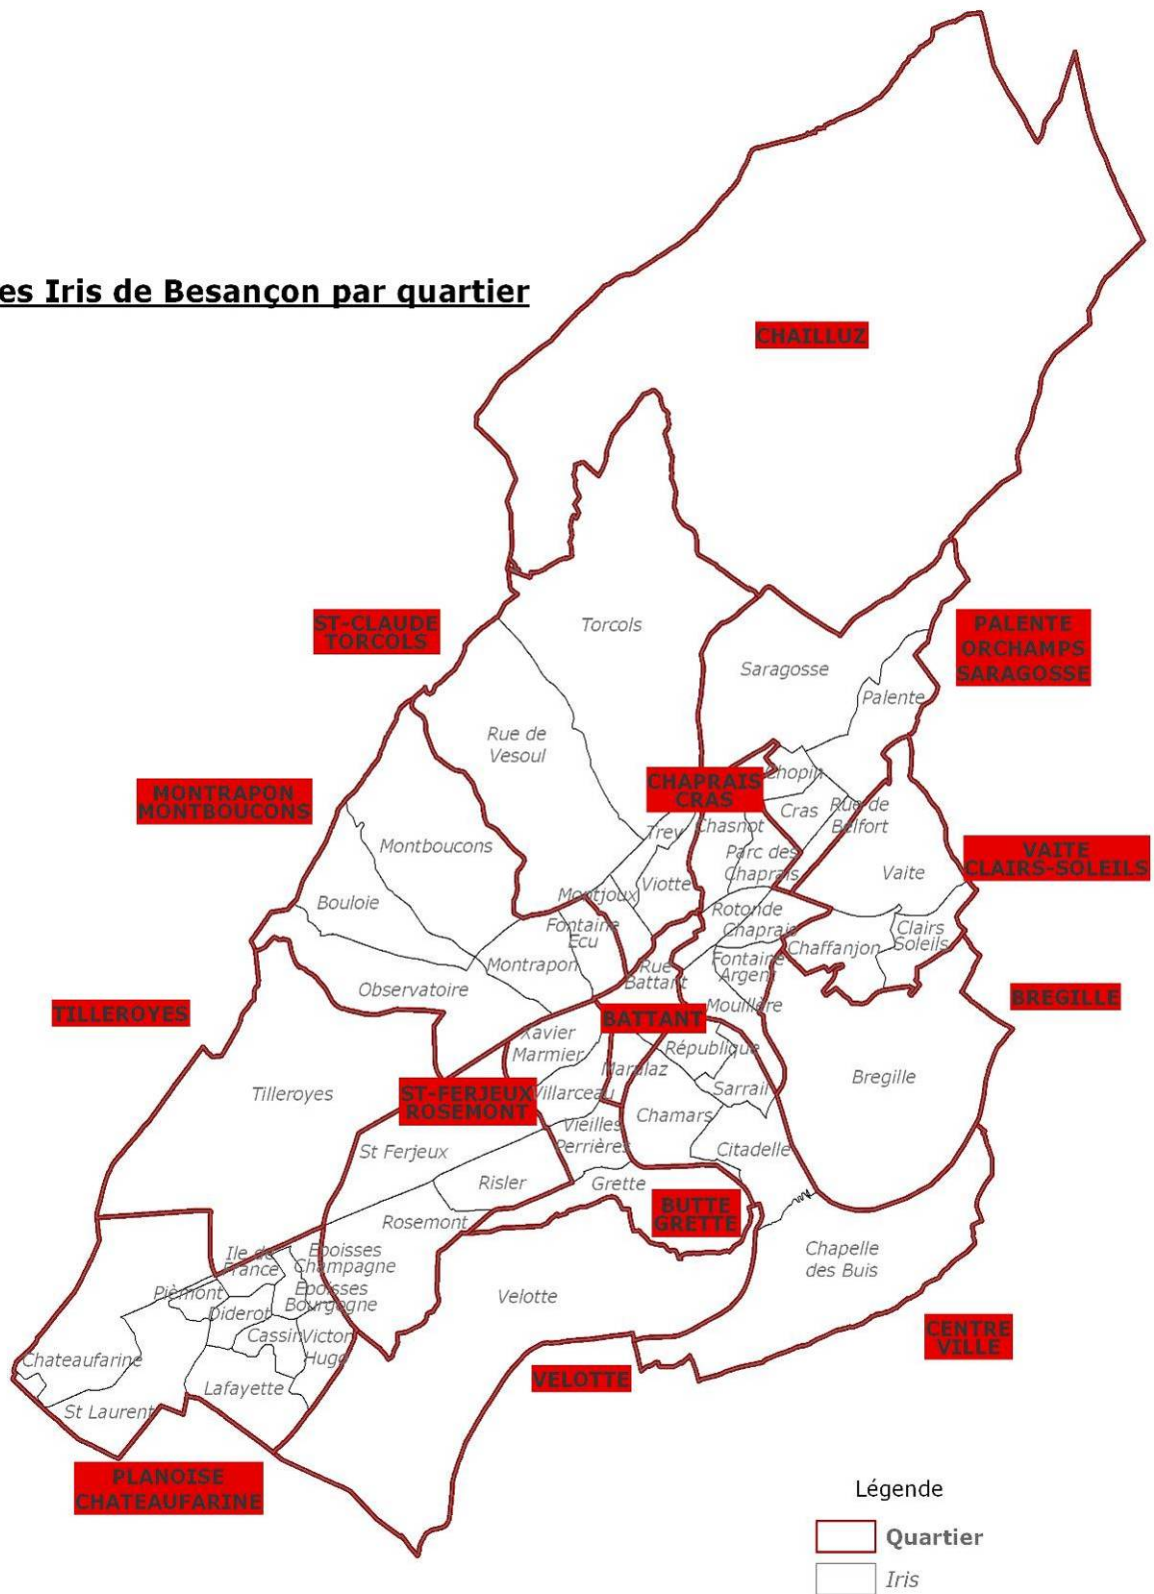 es Iris de Besançon par quartier
CHAILLUZ
ST-CLAUDE
TORCOLS
Torcols
PALENTE
ORCHAMPS
SARAGOSSE
Saragosse
Palente
Rue de
Vesoul
MONTRAPON
MONTBOUCONS
CHAPRAIS
CRAS
Chopin
Cras
Rue de
Belfort
Trey
Chasnot
Montboucons
Parc des
Chaprais
VAITE
CLAIRS-SOLEILS
Vaite
Bouloie
Montjoux
Viotte
Rotonde
Chaprais
Fontaine
Ecu
Clairs
Soleils
Chaffanjon
Montrapon
Rue
Battant
Fontaine
Argent
Observatoire
BREGILLE
TILLEROYES
Mouillère
BATTANT
Xavier
Marmier
République
Marulaz
Bregille
Tilleroyes
ST-FERJEUX
ROSEMONT
Villarceau
Sarrail
Chamars
Vieilles
Perrières
St Ferjeux
Citadelle
Risler
Grette
BUTTE
GRETTE
Rosemont
Ile de
France
Epoisses
Champagne
Chapelle
des Buis
Pièmont
Epoisses
Bourgogne
Velotte
Diderot
Cassin
Victor
Hugo
CENTRE
VILLE
Chateaufarine
Lafayette
VELOTTE
St Laurent
PLANOISE
CHATEAUFARINE
Légende
Quartier
Iris